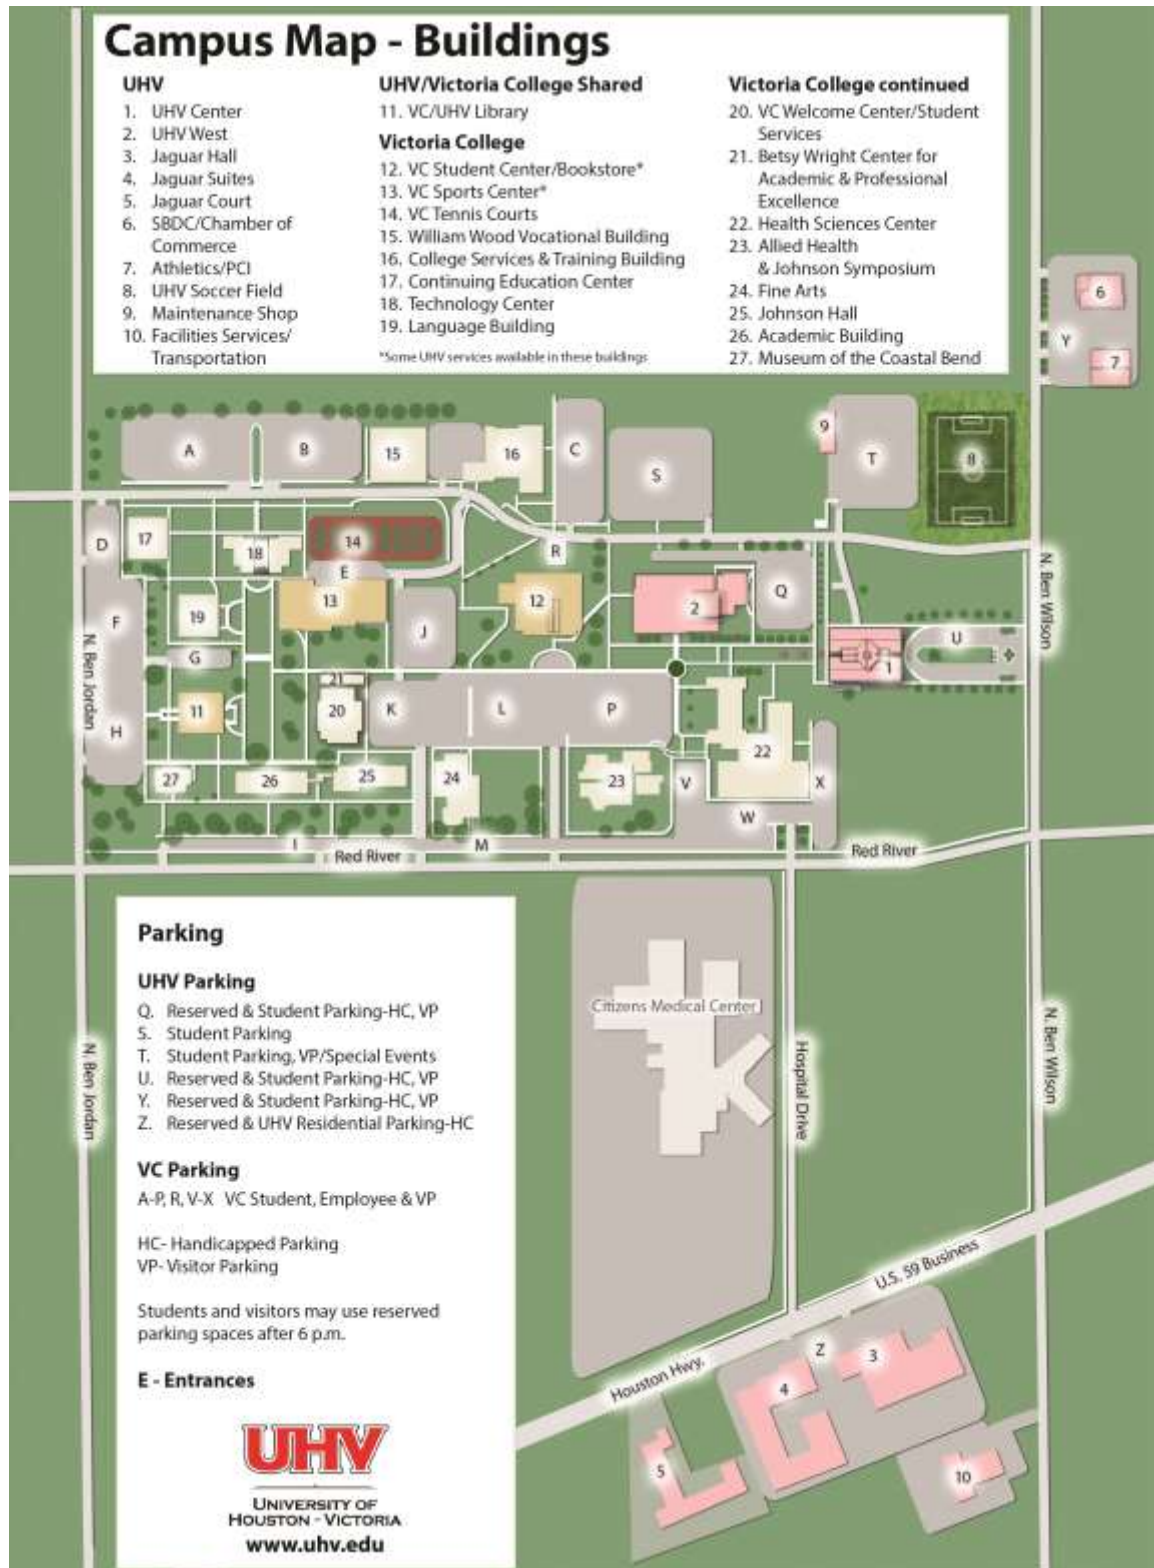 Campus Map - Buildings
UHV
1. UHV Center
2. UHV West
3. Jaguar Hall
4. Jaguar Suites
5. Jaguar Court
6. SBDC/Chamber of
Commerce
7. Athletics/PCI
8. UHV Soccer Field
9. Maintenance Shop
10. Facilities Services/
Transportation
UHV/Victoria College Shared
11. VC/UHV Library
Victoria College
12. VC Student Center/Bookstore*
13. VC Sports Center*
14. VC Tennis Courts
15. William Wood Vocational Building
16. College Services & Training Building
17. Continuing Education Center
18. Technology Center
19. Language Building
*Some UHV services available in these buildings
Victoria College continued
20. VC Welcome Center/Student
Services
21. Betsy Wright Center for
Academic & Professional
Excellence
22. Health Sciences Center
23. Allied Health
& Johnson Symposium
24. Fine Arts
25. Johnson Hall
26. Academic Building
27. Museum of the Coastal Bend
6
Y
7
A
B
15
16
C
S
9
T
8
D
17
18
14
E
R
13
12
2
Q
N. Ben Wilson
F
19
J
U
1
G
N. Ben Jordan
11
H
21
20
K
L
P
22
27
26
25
24
23
V
X
W
I
M
Red River
Red River
Citizens Medical Center
Hospital Drive
N. Ben Wilson
N. Ben Jordan
U.S. 59 Business
Houston Hwy.
Z
3
4
5
10
Parking
UHV Parking
Q. Reserved & Student Parking-HC, VP
S. Student Parking
T. Student Parking, VP/Special Events
U. Reserved & Student Parking-HC, VP
Y. Reserved & Student Parking-HC, VP
Z. Reserved & UHV Residential Parking-HC
VC Parking
A-P, R, V-X VC Student, Employee & VP
HC- Handicapped Parking
VP- Visitor Parking
Students and visitors may use reserved
parking spaces after 6 p.m.
E - Entrances
UHV
UNIVERSITY OF
HOUSTON - VICTORIA
www.uhv.edu